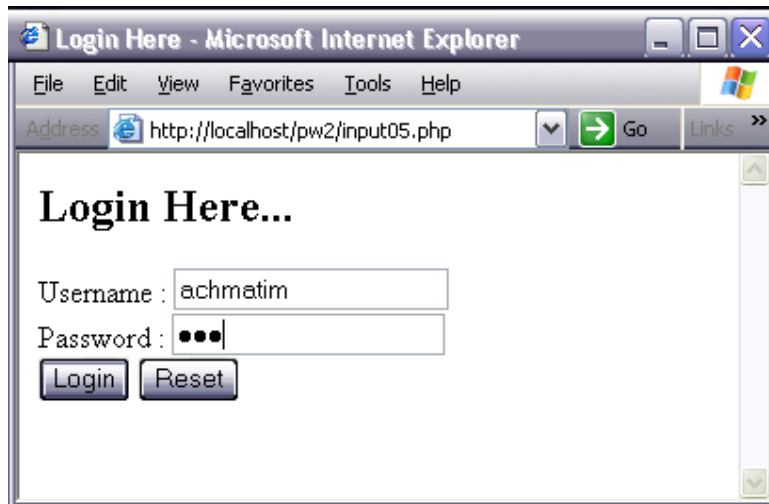 Login Here - Microsoft Internet Explorer
File Edit View Favorites Tools Help
Address http://localhost/pw2/input05.php Go Links »
Login Here...
Username : achmatim
Password : •••
Login Reset